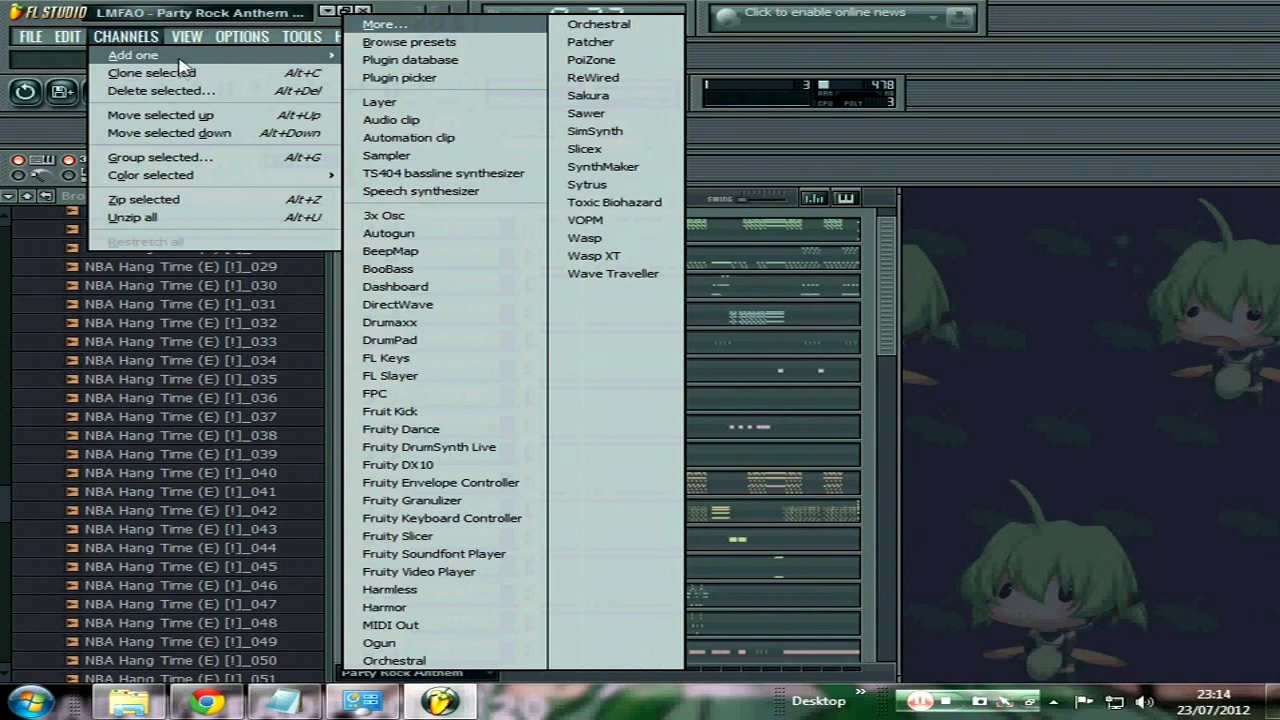 FL STUDIO LMFAO - Party Rock Anthem ...
Click to enable online news
FILE EDIT CHANNELS VIEW OPTIONS TOOLS
Add one
Clone selected Alt+C
Delete selected... Alt+Del
Move selected up Alt+Up
Move selected down Alt+Down
Group selected... Alt+G
Color selected
Zip selected Alt+Z
Unzip all Alt+U
Restretch all
More...
Browse presets
Plugin database
Plugin picker
Layer
Audio clip
Automation clip
Sampler
TS404 bassline synthesizer
Speech synthesizer
3x Osc
Autogun
BeepMap
BooBass
Dashboard
DirectWave
Drumaxx
DrumPad
FL Keys
FL Slayer
FPC
Fruit Kick
Fruity Dance
Fruity DrumSynth Live
Fruity DX10
Fruity Envelope Controller
Fruity Granulizer
Fruity Keyboard Controller
Fruity Slicer
Fruity Soundfont Player
Fruity Video Player
Harmless
Harmor
MIDI Out
Ogun
Orchestral
Orchestral
Patcher
PoiZone
ReWired
Sakura
Sawer
SimSynth
Slicex
SynthMaker
Sytrus
Toxic Biohazard
VOPM
Wasp
Wasp XT
Wave Traveller
3 478
CPU POLY 3
SWING
NBA Hang Time (E) [!]_029
NBA Hang Time (E) [!]_030
NBA Hang Time (E) [!]_031
NBA Hang Time (E) [!]_032
NBA Hang Time (E) [!]_033
NBA Hang Time (E) [!]_034
NBA Hang Time (E) [!]_035
NBA Hang Time (E) [!]_036
NBA Hang Time (E) [!]_037
NBA Hang Time (E) [!]_038
NBA Hang Time (E) [!]_039
NBA Hang Time (E) [!]_040
NBA Hang Time (E) [!]_041
NBA Hang Time (E) [!]_042
NBA Hang Time (E) [!]_043
NBA Hang Time (E) [!]_044
NBA Hang Time (E) [!]_045
NBA Hang Time (E) [!]_046
NBA Hang Time (E) [!]_047
NBA Hang Time (E) [!]_048
NBA Hang Time (E) [!]_049
NBA Hang Time (E) [!]_050
NBA Hang Time (E) [!]_051
Party Rock Anthem
Desktop
23:14
23/07/2012